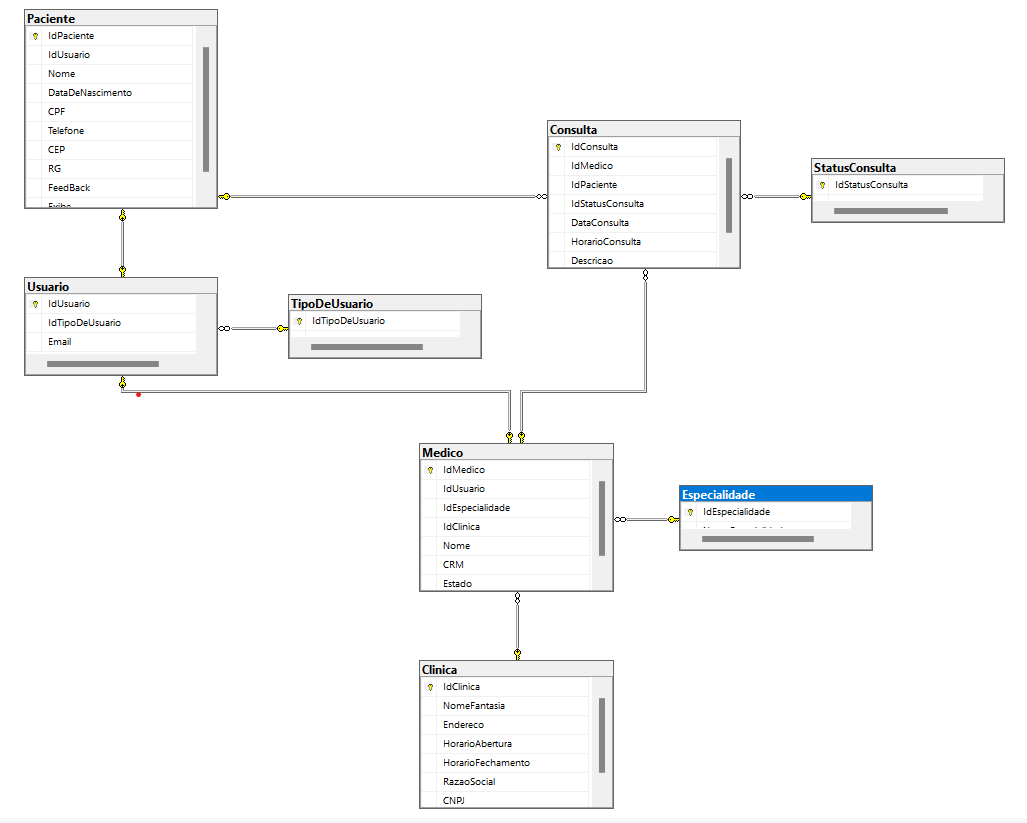 Paciente
IdPaciente
IdUsuario
Nome
DataDeNascimento
CPF
Telefone
CEP
RG
FeedBack
Consulta
IdConsulta
IdMedico
IdPaciente
IdStatusConsulta
DataConsulta
HorarioConsulta
Descricao
StatusConsulta
IdStatusConsulta
Usuario
IdUsuario
IdTipoDeUsuario
Email
TipoDeUsuario
IdTipoDeUsuario
Medico
IdMedico
IdUsuario
IdEspecialidade
IdClinica
Nome
CRM
Estado
Especialidade
IdEspecialidade
Clinica
IdClinica
NomeFantasia
Endereco
HorarioAbertura
HorarioFechamento
RazaoSocial
CNPJ